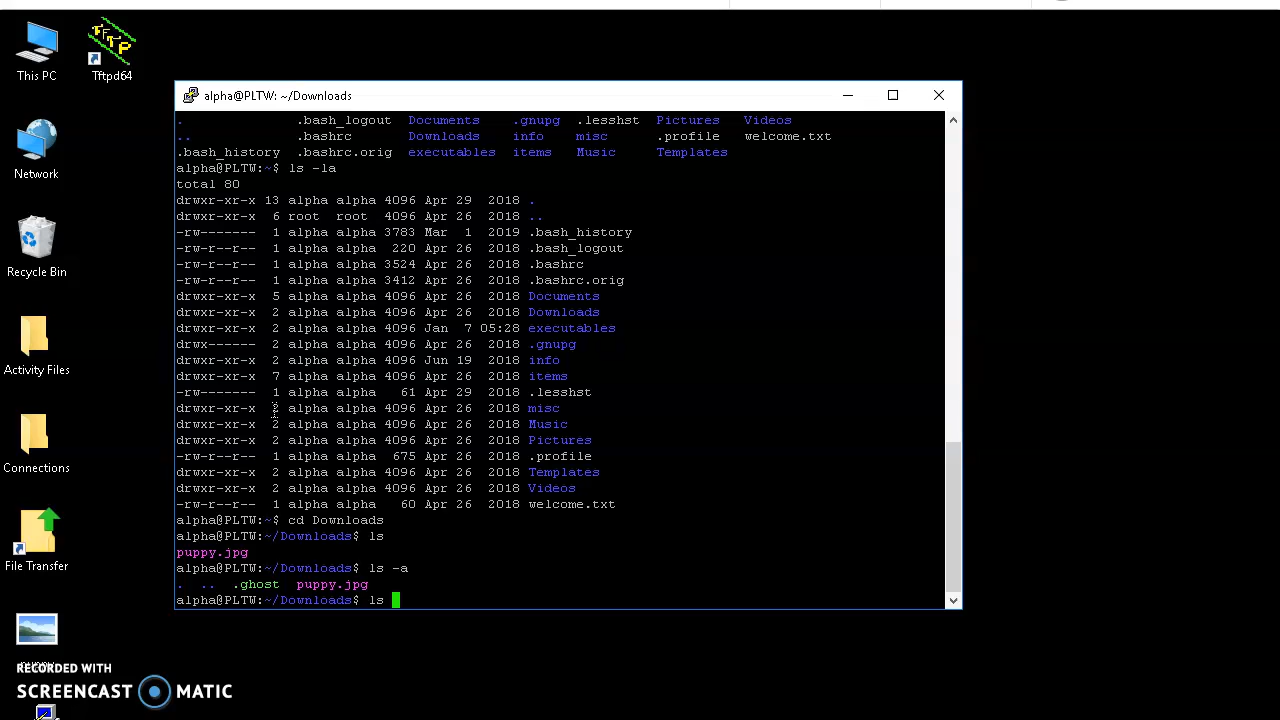 This PC
Tftpd64
TFTP
Network
Recycle Bin
Activity Files
Connections
File Transfer
alpha@PLTW: ~/Downloads
. .bash_logout Documents .gnupg .lesshst Pictures Videos
.. .bashrc Downloads info misc .profile welcome.txt
.bash_history .bashrc.orig executables items Music Templates
alpha@PLTW:~$ ls -la
total 80
drwxr-xr-x 13 alpha alpha 4096 Apr 29 2018 .
drwxr-xr-x 6 root root 4096 Apr 26 2018 ..
-rw------- 1 alpha alpha 3783 Mar 1 2019 .bash_history
-rw-r--r-- 1 alpha alpha 220 Apr 26 2018 .bash_logout
-rw-r--r-- 1 alpha alpha 3524 Apr 26 2018 .bashrc
-rw-r--r-- 1 alpha alpha 3412 Apr 26 2018 .bashrc.orig
drwxr-xr-x 5 alpha alpha 4096 Apr 26 2018 Documents
drwxr-xr-x 2 alpha alpha 4096 Apr 26 2018 Downloads
drwxr-xr-x 2 alpha alpha 4096 Jan 7 05:28 executables
drwx------ 2 alpha alpha 4096 Apr 26 2018 .gnupg
drwxr-xr-x 2 alpha alpha 4096 Jun 19 2018 info
drwxr-xr-x 7 alpha alpha 4096 Apr 26 2018 items
-rw------- 1 alpha alpha 61 Apr 29 2018 .lesshst
drwxr-xr-x 2 alpha alpha 4096 Apr 26 2018 misc
drwxr-xr-x 2 alpha alpha 4096 Apr 26 2018 Music
drwxr-xr-x 2 alpha alpha 4096 Apr 26 2018 Pictures
-rw-r--r-- 1 alpha alpha 675 Apr 26 2018 .profile
drwxr-xr-x 2 alpha alpha 4096 Apr 26 2018 Templates
drwxr-xr-x 2 alpha alpha 4096 Apr 26 2018 Videos
-rw-r--r-- 1 alpha alpha 60 Apr 26 2018 welcome.txt
alpha@PLTW:~$ cd Downloads
alpha@PLTW:~/Downloads$ ls
puppy.jpg
alpha@PLTW:~/Downloads$ ls -a
. .. .ghost puppy.jpg
alpha@PLTW:~/Downloads$ ls
RECORDED WITH
SCREENCAST MATIC